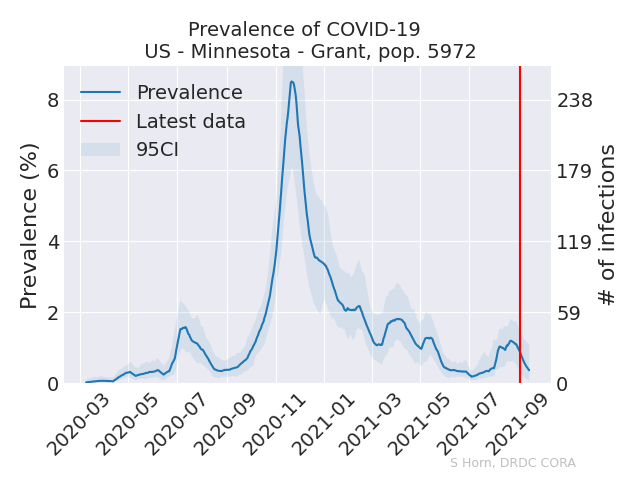 Prevalence of COVID-19
US - Minnesota - Grant, pop. 5972
Prevalence
Latest data
95CI
Prevalence (%)
8
6
4
2
0
# of infections
238
179
119
59
0
2020-03
2020-05
2020-07
2020-09
2020-11
2021-01
2021-03
2021-05
2021-07
2021-09
S Horn, DRDC CORA